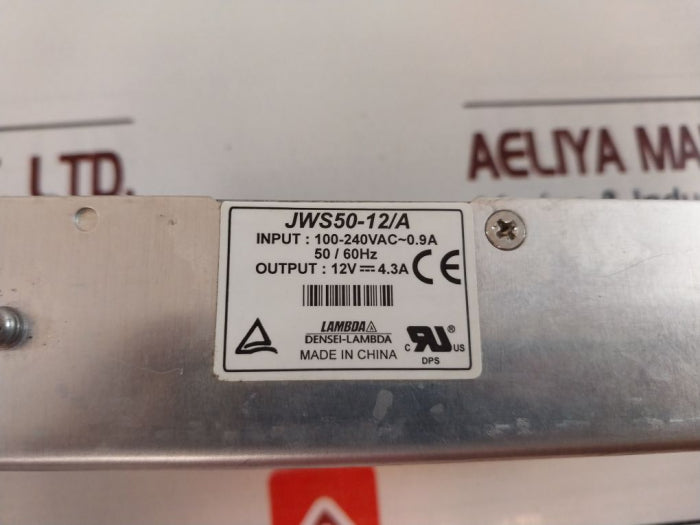 LTD.
AELIYA MA
JWS50-12/A
INPUT : 100-240VAC~0.9A
50 / 60Hz
OUTPUT : 12V⎓4.3A
CE
LAMBDA
DENSEI-LAMBDA
MADE IN CHINA
C RU ® US
DPS